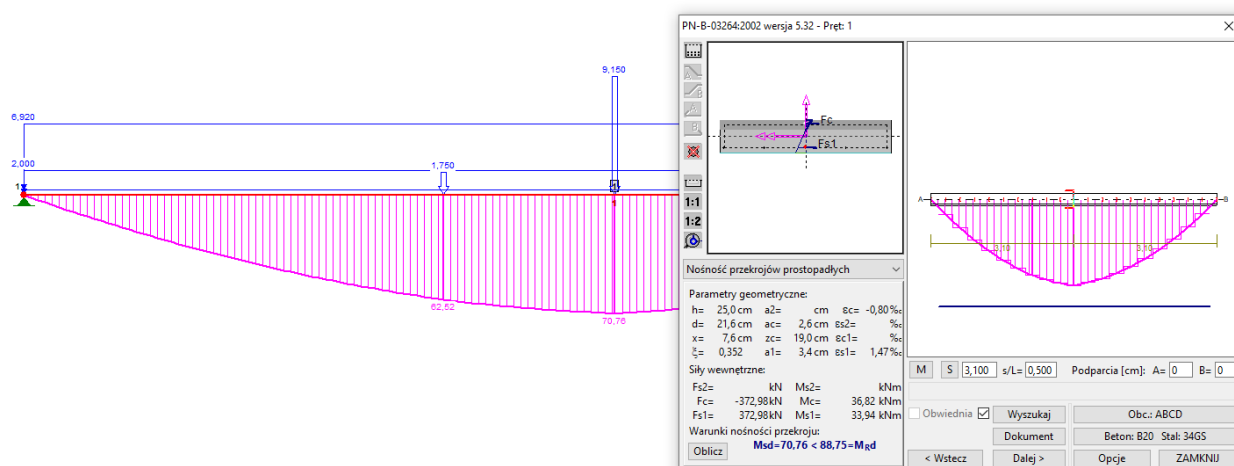 PN-B-03264:2002 wersja 5.32 - Pręt: 1
9,150
6,920
2,000
1,750
1
1
62,52
70,76
A
B
A
B
Fc
Fs1
1:1
1:2
A
B
3,10
3,10
Nośność przekrojów prostopadłych
Parametry geometryczne:
h= 25,0 cm a2= cm εc= -0,80 ‰
d= 21,6 cm ac= 2,6 cm εs2= ‰
x= 7,6 cm zc= 19,0 cm εc1= ‰
ξ= 0,352 a1= 3,4 cm εs1= 1,47 ‰
Siły wewnętrzne:
Fs2= kN Ms2= kNm
Fc= -372,98 kN Mc= 36,82 kNm
Fs1= 372,98 kN Ms1= 33,94 kNm
Warunki nośności przekroju:
Oblicz Msd=70,76 < 88,75=MRd
M S 3,100 s/L= 0,500 Podparcia [cm]: A= 0 B= 0
Obwiednia Wyszukaj Obc.: ABCD
Dokument Beton: B20 Stal: 34GS
< Wstecz Dalej > Opcje ZAMKNIJ